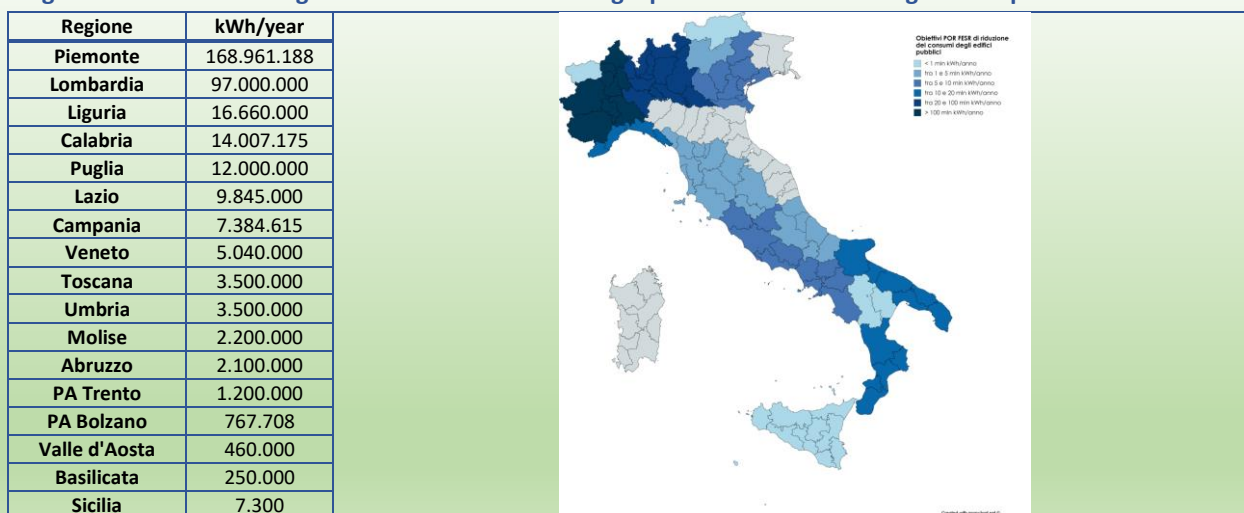 Regione kWh/year
Piemonte 168.961.188
Lombardia 97.000.000
Liguria 16.660.000
Calabria 14.007.175
Puglia 12.000.000
Lazio 9.845.000
Campania 7.384.615
Veneto 5.040.000
Toscana 3.500.000
Umbria 3.500.000
Molise 2.200.000
Abruzzo 2.100.000
PA Trento 1.200.000
PA Bolzano 767.708
Valle d'Aosta 460.000
Basilicata 250.000
Sicilia 7.300
Obiettivi POR FESR di riduzione
dei consumi degli edifici
pubblici
< 1 mln kWh/anno
tra 1 e 5 mln kWh/anno
tra 5 e 10 mln kWh/anno
tra 10 e 20 mln kWh/anno
tra 20 e 100 mln kWh/anno
> 100 mln kWh/anno